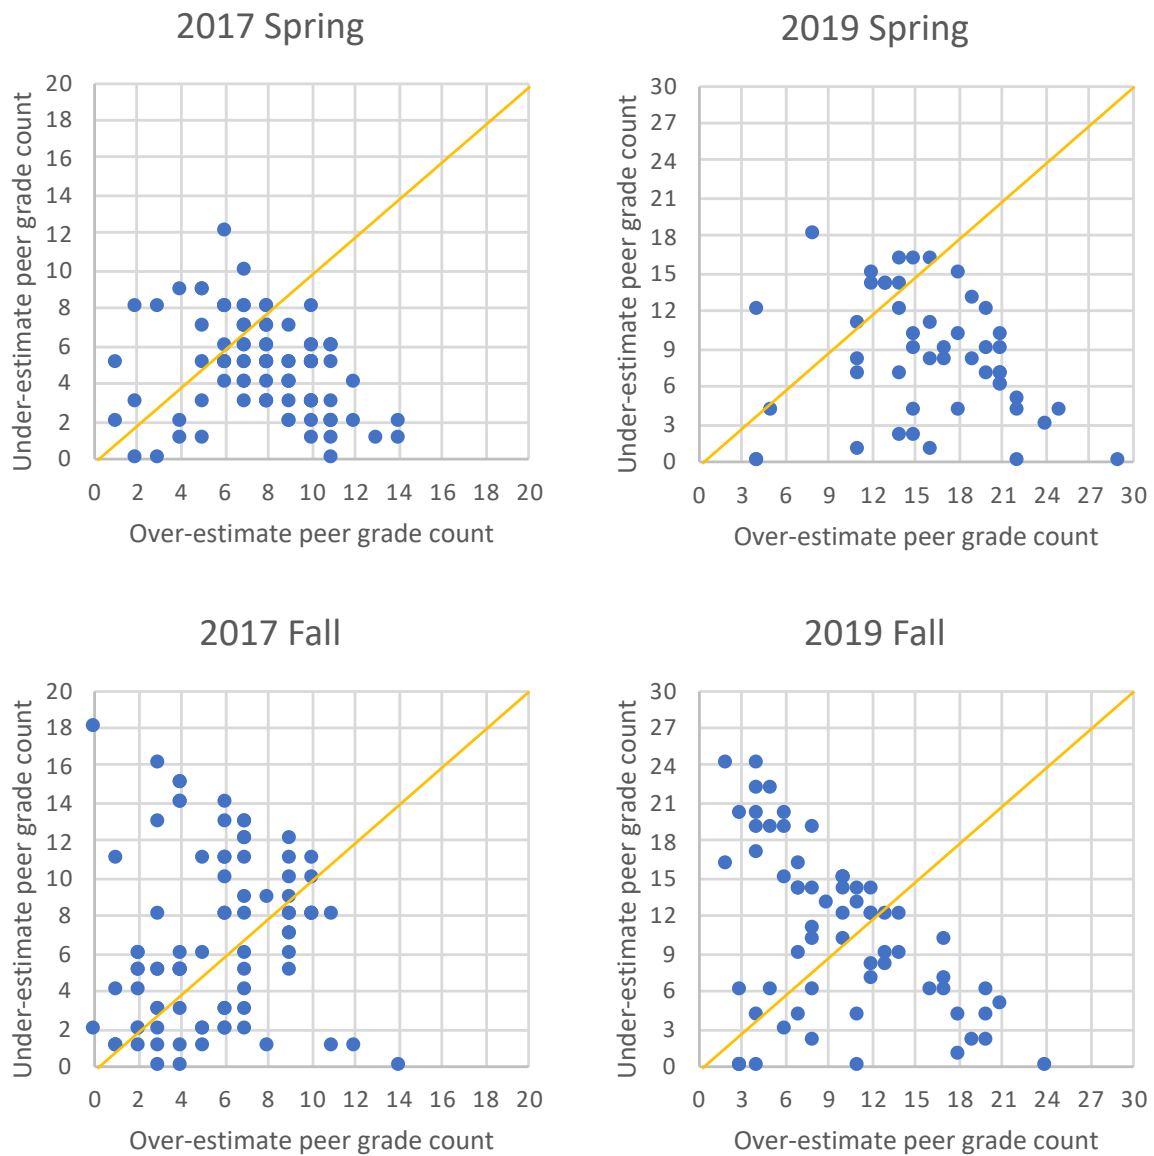 2017 Spring
Under-estimate peer grade count
20
18
16
14
12
10
8
6
4
2
0
0 2 4 6 8 10 12 14 16 18 20
Over-estimate peer grade count
2019 Spring
Under-estimate peer grade count
30
27
24
21
18
15
12
9
6
3
0
0 3 6 9 12 15 18 21 24 27 30
Over-estimate peer grade count
2017 Fall
Under-estimate peer grade count
20
18
16
14
12
10
8
6
4
2
0
0 2 4 6 8 10 12 14 16 18 20
Over-estimate peer grade count
2019 Fall
Under-estimate peer grade count
30
27
24
21
18
15
12
9
6
3
0
0 3 6 9 12 15 18 21 24 27 30
Over-estimate peer grade count